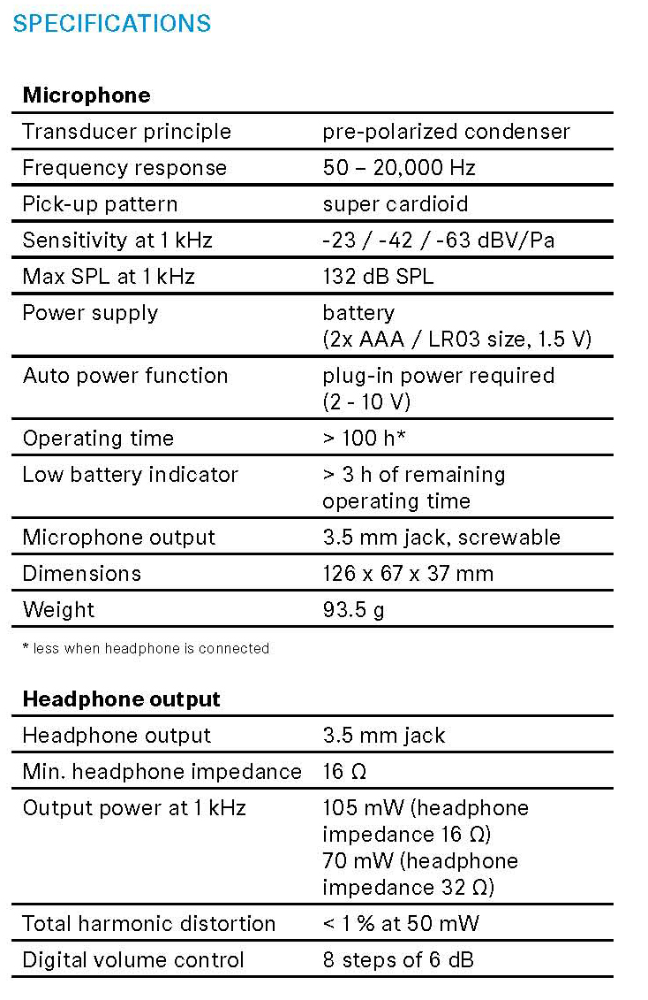 SPECIFICATIONS
Microphone
Transducer principle pre-polarized condenser
Frequency response 50 – 20,000 Hz
Pick-up pattern super cardioid
Sensitivity at 1 kHz -23 / -42 / -63 dBV/Pa
Max SPL at 1 kHz 132 dB SPL
Power supply battery
(2x AAA / LR03 size, 1.5 V)
Auto power function plug-in power required
(2 - 10 V)
Operating time > 100 h*
Low battery indicator > 3 h of remaining
operating time
Microphone output 3.5 mm jack, screwable
Dimensions 126 x 67 x 37 mm
Weight 93.5 g
* less when headphone is connected
Headphone output
Headphone output 3.5 mm jack
Min. headphone impedance 16 Ω
Output power at 1 kHz 105 mW (headphone
impedance 16 Ω)
70 mW (headphone
impedance 32 Ω)
Total harmonic distortion < 1 % at 50 mW
Digital volume control 8 steps of 6 dB